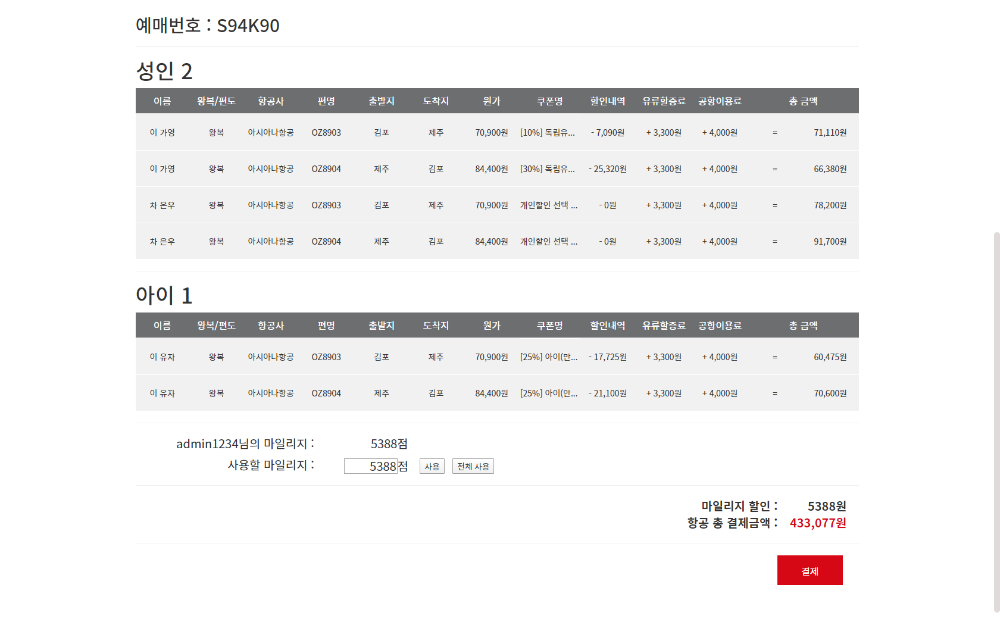 예매번호 : S94K90
성인 2
이름 왕복/편도 항공사 편명 출발지 도착지 원가 쿠폰명 할인내역 유류할증료 공항이용료 총 금액
이 가영 왕복 아시아나항공 OZ8903 김포 제주 70,900원 [10%] 독립유... - 7,090원 + 3,300원 + 4,000원 = 71,110원
이 가영 왕복 아시아나항공 OZ8904 제주 김포 84,400원 [30%] 독립유... - 25,320원 + 3,300원 + 4,000원 = 66,380원
차 은우 왕복 아시아나항공 OZ8903 김포 제주 70,900원 개인할인 선택 ... - 0원 + 3,300원 + 4,000원 = 78,200원
차 은우 왕복 아시아나항공 OZ8904 제주 김포 84,400원 개인할인 선택 ... - 0원 + 3,300원 + 4,000원 = 91,700원
아이 1
이름 왕복/편도 항공사 편명 출발지 도착지 원가 쿠폰명 할인내역 유류할증료 공항이용료 총 금액
이 유자 왕복 아시아나항공 OZ8903 김포 제주 70,900원 [25%] 아이(만... - 17,725원 + 3,300원 + 4,000원 = 60,475원
이 유자 왕복 아시아나항공 OZ8904 제주 김포 84,400원 [25%] 아이(만... - 21,100원 + 3,300원 + 4,000원 = 70,600원
admin1234님의 마일리지 : 5388점
사용할 마일리지 : 5388점 사용 전체 사용
마일리지 할인 : 5388원
항공 총 결제금액 : 433,077원
결제